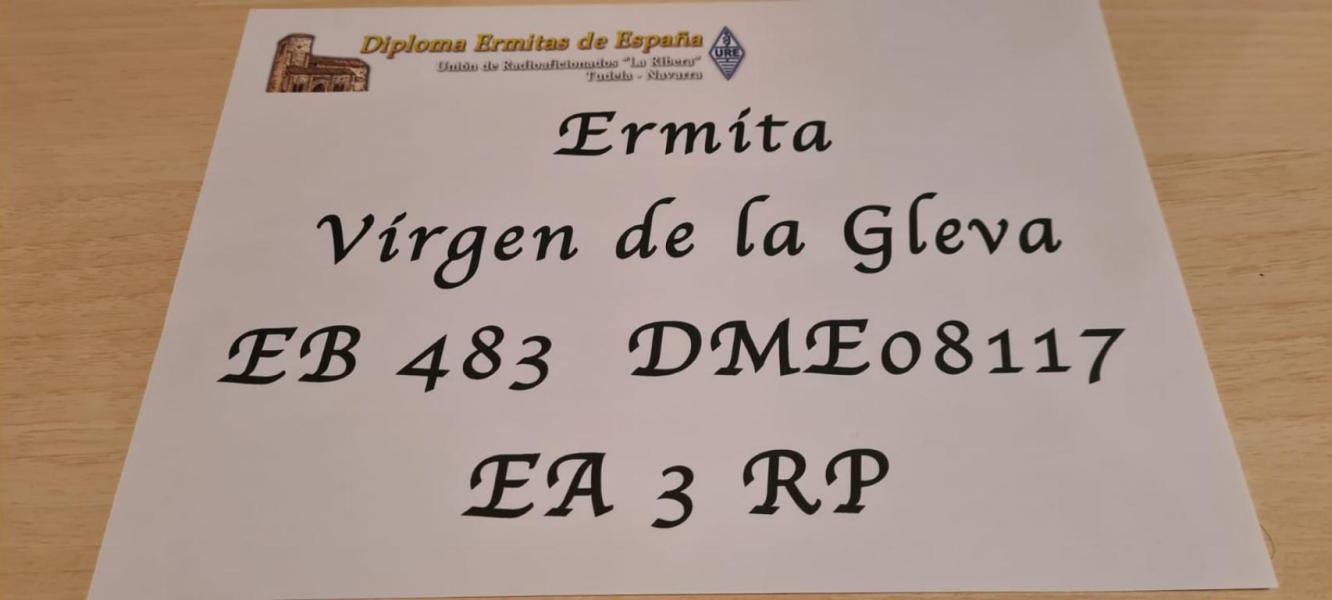 Diploma Ermitas de España
Unión de Radioaficionados "La Ribera"
Tudela - Navarra
URE
Ermita
Virgen de la Gleva
EB 483 DME08117
EA 3 RP